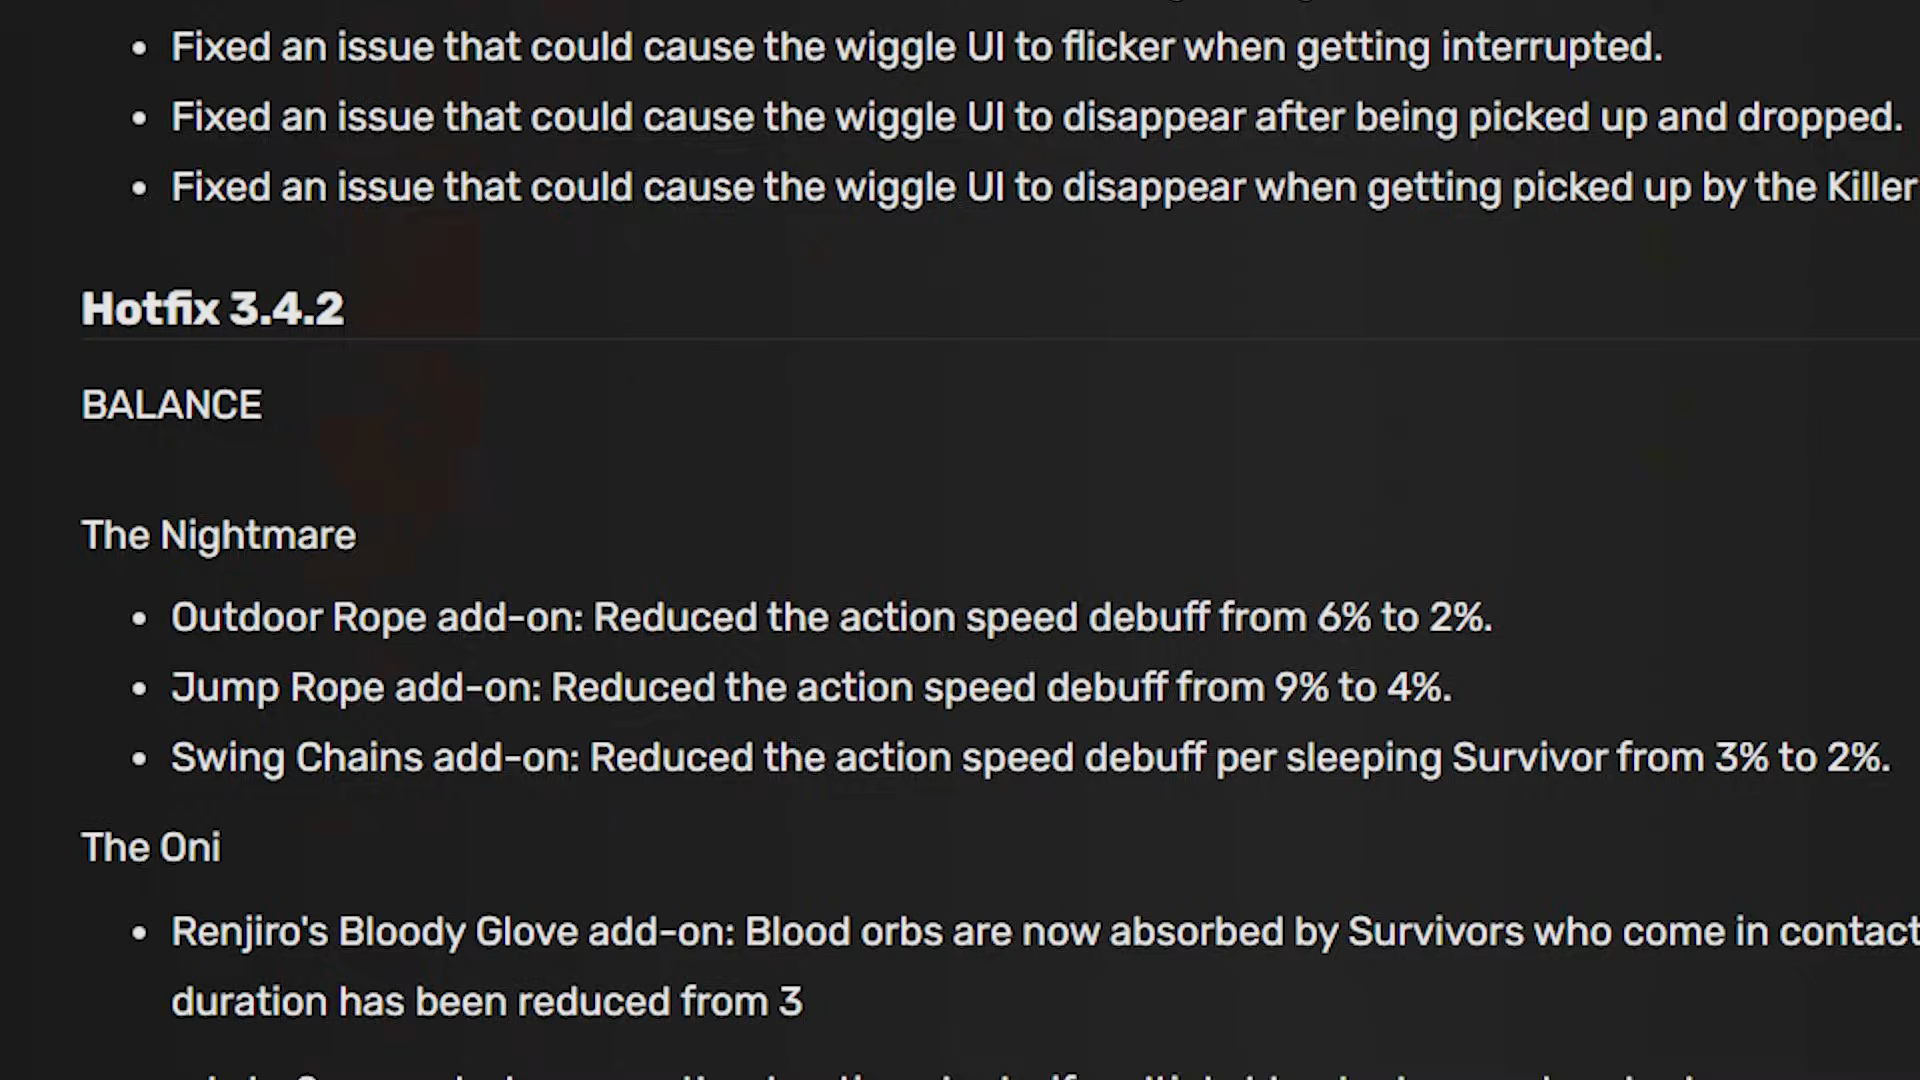 • Fixed an issue that could cause the wiggle UI to flicker when getting interrupted.
• Fixed an issue that could cause the wiggle UI to disappear after being picked up and dropped.
• Fixed an issue that could cause the wiggle UI to disappear when getting picked up by the Killer
Hotfix 3.4.2
BALANCE
The Nightmare
• Outdoor Rope add-on: Reduced the action speed debuff from 6% to 2%.
• Jump Rope add-on: Reduced the action speed debuff from 9% to 4%.
• Swing Chains add-on: Reduced the action speed debuff per sleeping Survivor from 3% to 2%.
The Oni
• Renjiro's Bloody Glove add-on: Blood orbs are now absorbed by Survivors who come in contact
duration has been reduced from 3